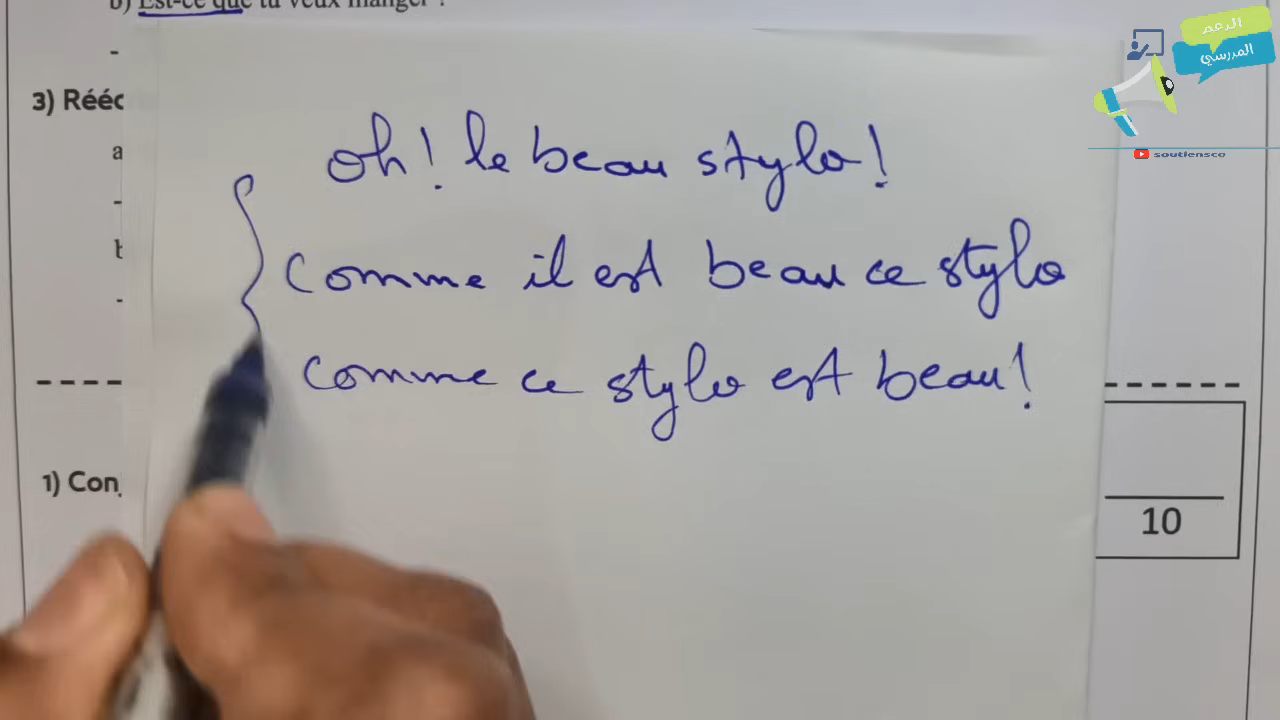 b) Est-ce que tu veux manger ?
-
3) Rééc
a
-
b
-
1) Con
oh! le beau stylo!
comme il est beau ce stylo
comme ce stylo est beau!
10
الدعم
المدرسي
soutiensco